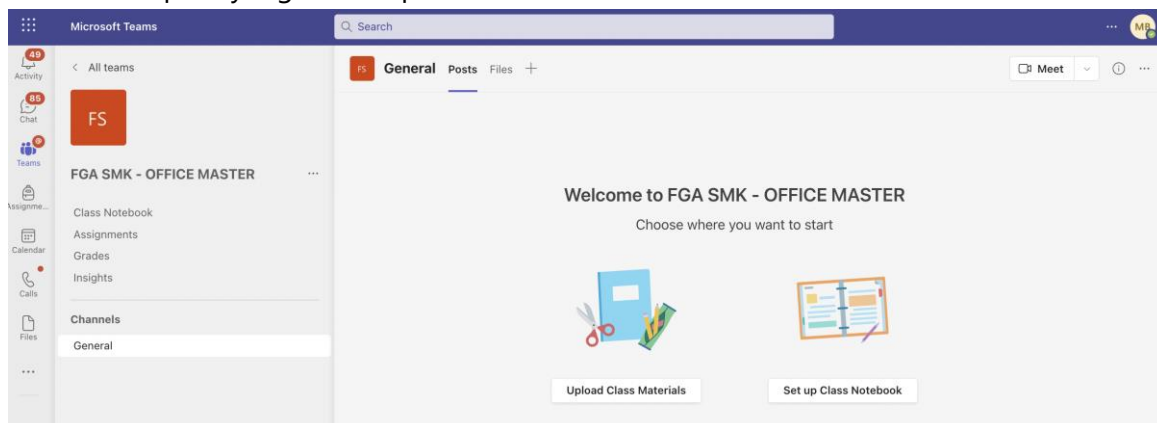 Microsoft Teams
Search
MB
49
Activity
85
Chat
Teams
Assignme...
Calendar
Calls
Files
All teams
FS
FGA SMK - OFFICE MASTER
Class Notebook
Assignments
Grades
Insights
Channels
General
FS General Posts Files
Meet
Welcome to FGA SMK - OFFICE MASTER
Choose where you want to start
Upload Class Materials
Set up Class Notebook